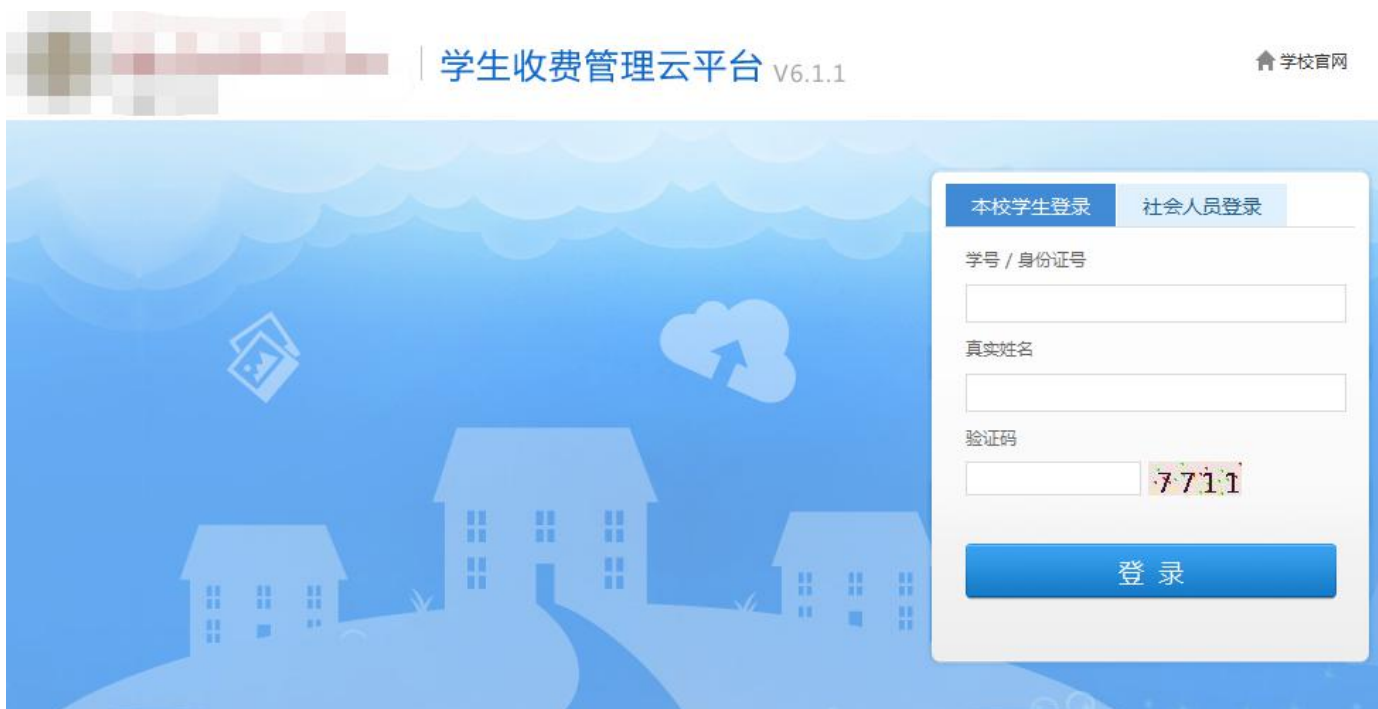 学生收费管理云平台 V6.1.1
学校官网
本校学生登录 社会人员登录
学号 / 身份证号
真实姓名
验证码
7711
登 录